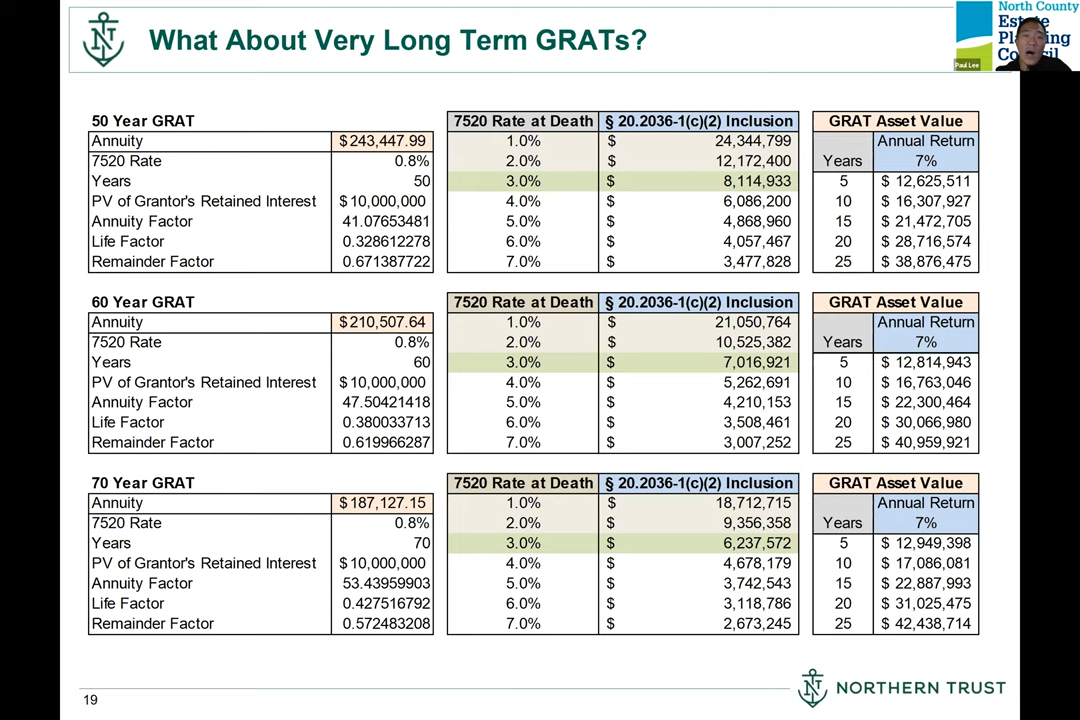 What About Very Long Term GRATs?
North County
Estate
Planning
Council
Paul Lee
50 Year GRAT 7520 Rate at Death § 20.2036-1(c)(2) Inclusion GRAT Asset Value
Annuity $243,447.99 1.0% $ 24,344,799 Annual Return
7520 Rate 0.8% 2.0% $ 12,172,400 Years 7%
Years 50 3.0% $ 8,114,933 5 $ 12,625,511
PV of Grantor's Retained Interest $10,000,000 4.0% $ 6,086,200 10 $ 16,307,927
Annuity Factor 41.07653481 5.0% $ 4,868,960 15 $ 21,472,705
Life Factor 0.328612278 6.0% $ 4,057,467 20 $ 28,716,574
Remainder Factor 0.671387722 7.0% $ 3,477,828 25 $ 38,876,475
60 Year GRAT 7520 Rate at Death § 20.2036-1(c)(2) Inclusion GRAT Asset Value
Annuity $210,507.64 1.0% $ 21,050,764 Annual Return
7520 Rate 0.8% 2.0% $ 10,525,382 Years 7%
Years 60 3.0% $ 7,016,921 5 $ 12,814,943
PV of Grantor's Retained Interest $10,000,000 4.0% $ 5,262,691 10 $ 16,763,046
Annuity Factor 47.50421418 5.0% $ 4,210,153 15 $ 22,300,464
Life Factor 0.380033713 6.0% $ 3,508,461 20 $ 30,066,980
Remainder Factor 0.619966287 7.0% $ 3,007,252 25 $ 40,959,921
70 Year GRAT 7520 Rate at Death § 20.2036-1(c)(2) Inclusion GRAT Asset Value
Annuity $187,127.15 1.0% $ 18,712,715 Annual Return
7520 Rate 0.8% 2.0% $ 9,356,358 Years 7%
Years 70 3.0% $ 6,237,572 5 $ 12,949,398
PV of Grantor's Retained Interest $10,000,000 4.0% $ 4,678,179 10 $ 17,086,081
Annuity Factor 53.43959903 5.0% $ 3,742,543 15 $ 22,887,993
Life Factor 0.427516792 6.0% $ 3,118,786 20 $ 31,025,475
Remainder Factor 0.572483208 7.0% $ 2,673,245 25 $ 42,438,714
19
NORTHERN TRUST